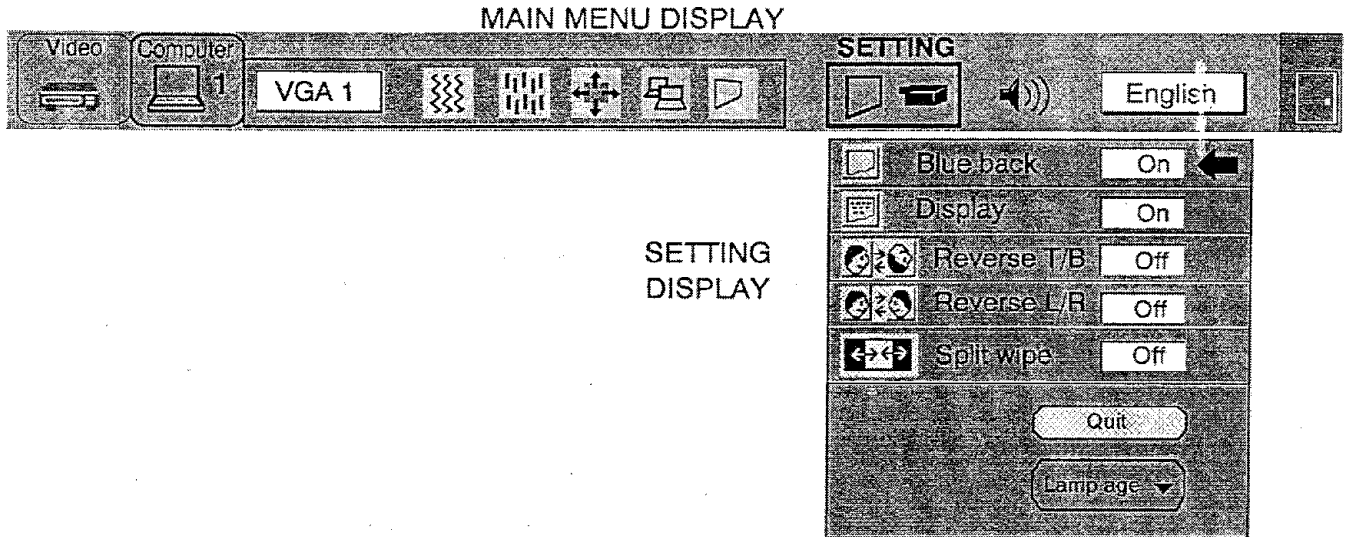 MAIN MENU DISPLAY
Video
Computer
1
VGA 1
SETTING
English
Blue back On
Display On
SETTING
DISPLAY
Reverse T/B Off
Reverse L/R Off
Split wipe Off
Quit
Lamp age